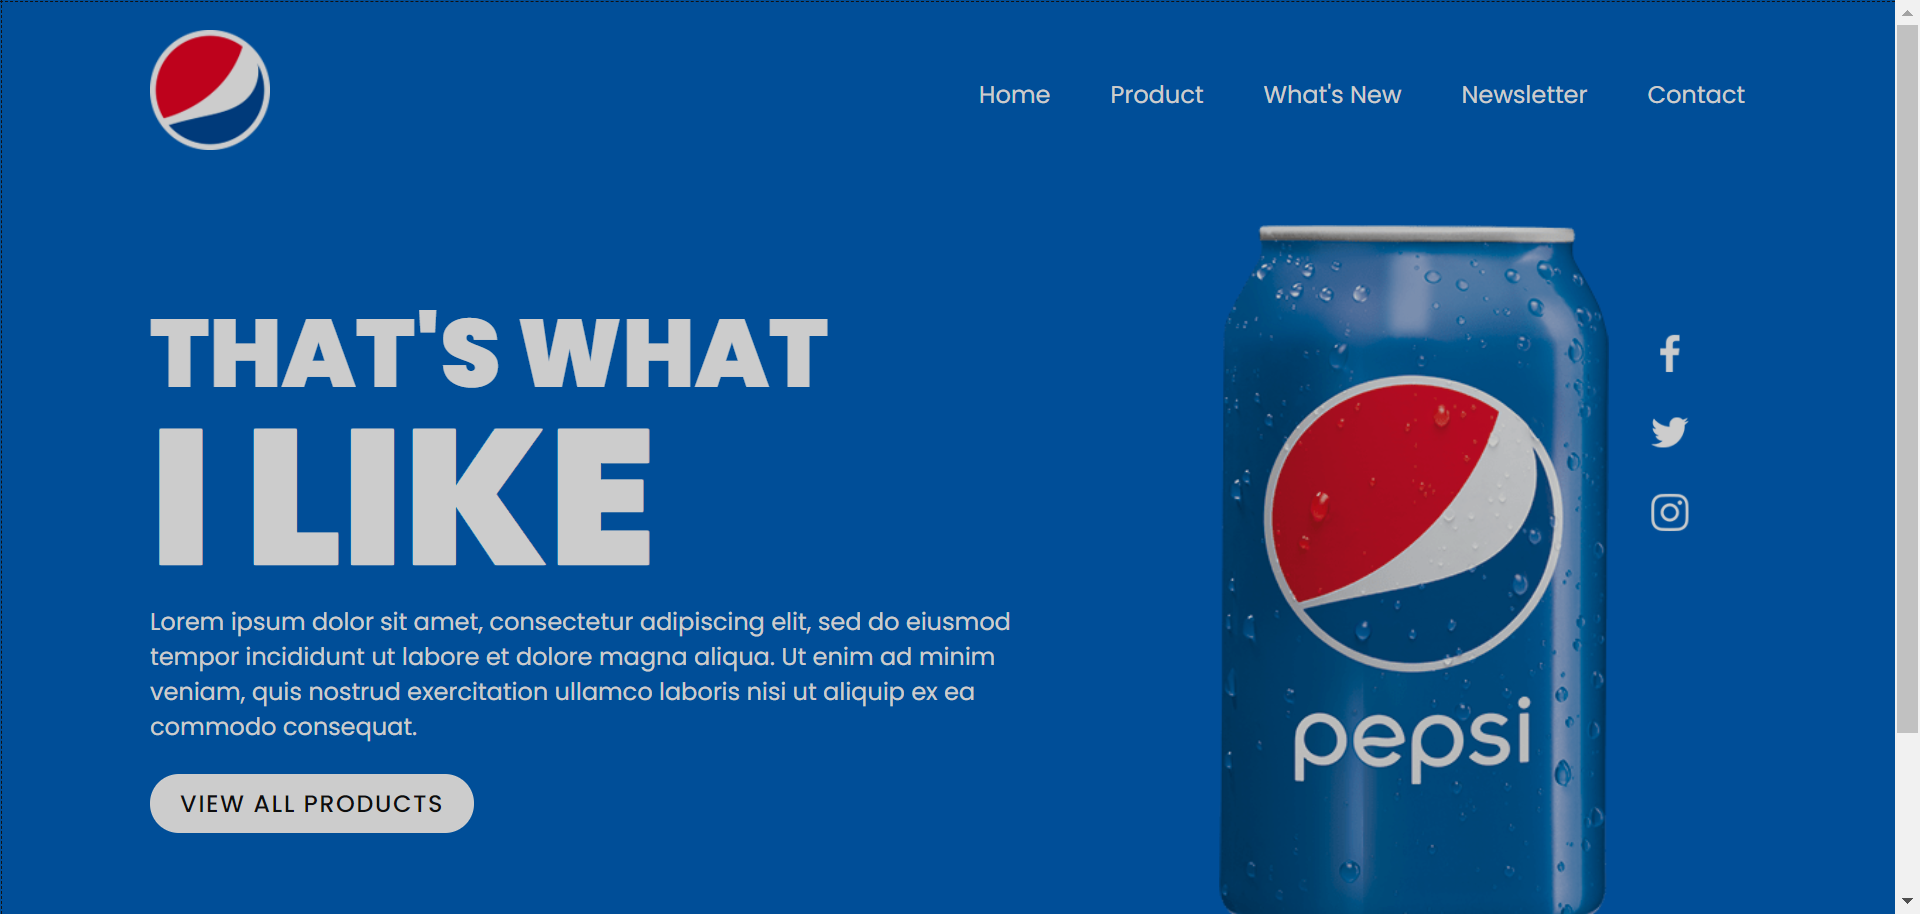 Home
Product
What's New
Newsletter
Contact
THAT'S WHAT
I LIKE
Lorem ipsum dolor sit amet, consectetur adipiscing elit, sed do eiusmod
tempor incididunt ut labore et dolore magna aliqua. Ut enim ad minim
veniam, quis nostrud exercitation ullamco laboris nisi ut aliquip ex ea
commodo consequat.
VIEW ALL PRODUCTS
pepsi